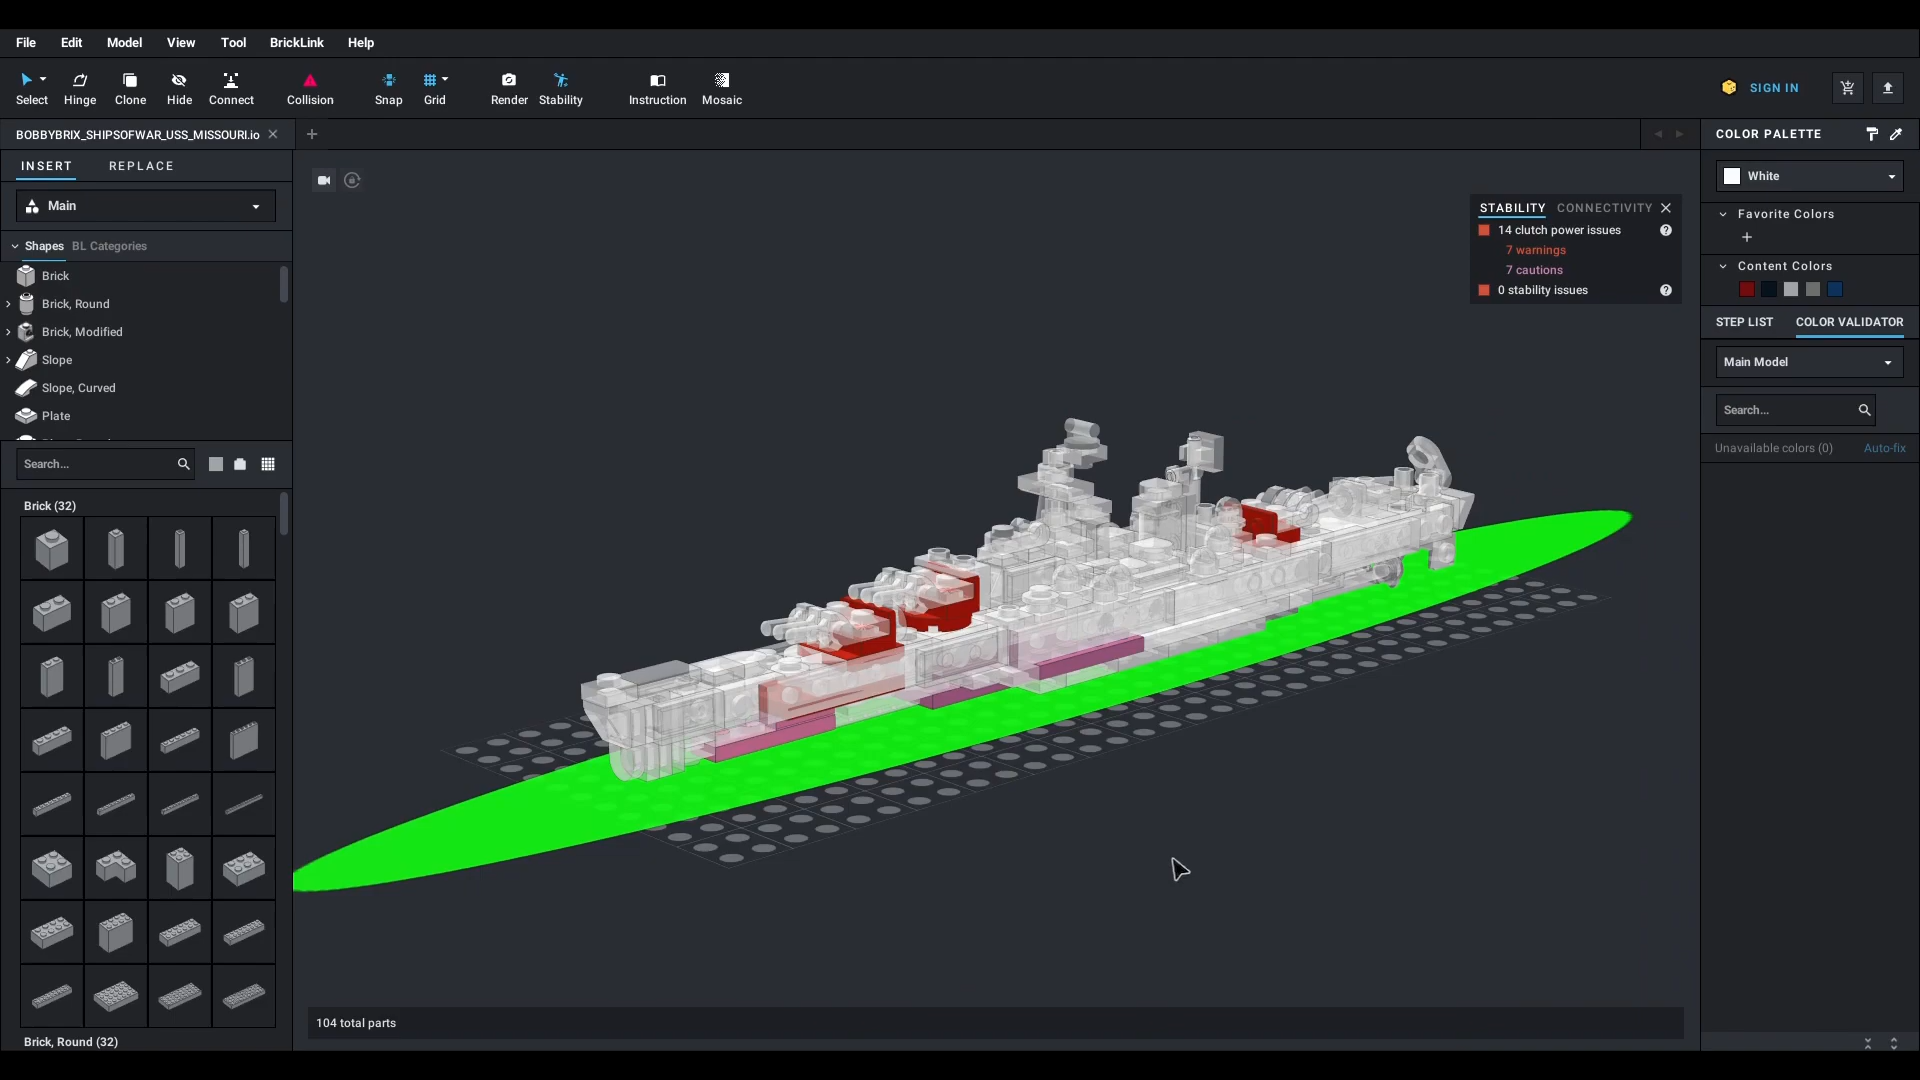 File Edit Model View Tool BrickLink Help
Select Hinge Clone Hide Connect Collision Snap Grid Render Stability Instruction Mosaic SIGN IN
BOBBYBRIX_SHIPSOFWAR_USS_MISSOURI.io
INSERT REPLACE
Main
Shapes BL Categories
Brick
Brick, Round
Brick, Modified
Slope
Slope, Curved
Plate
Search...
Brick (32)
Brick, Round (32)
STABILITY CONNECTIVITY
14 clutch power issues
7 warnings
7 cautions
0 stability issues
104 total parts
COLOR PALETTE
White
Favorite Colors
Content Colors
STEP LIST COLOR VALIDATOR
Main Model
Search...
Unavailable colors (0) Auto-fix